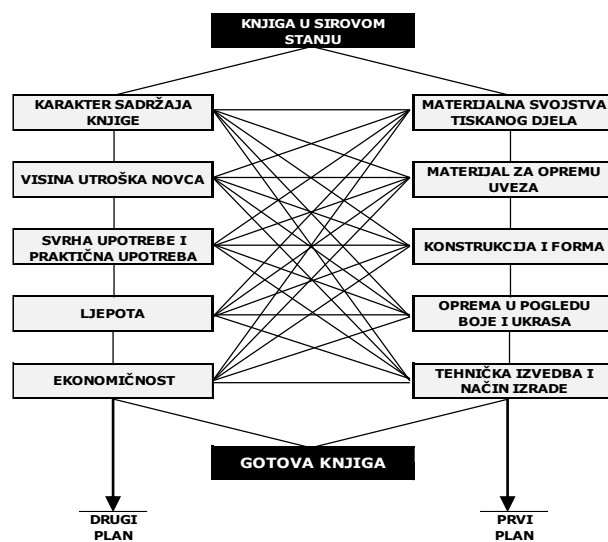 KNJIGA U SIROVOM
STANJU
KARAKTER SADRŽAJA
KNJIGE
MATERIJALNA SVOJSTVA
TISKANOG DJELA
VISINA UTROŠKA NOVCA
MATERIJAL ZA OPREMU
UVEZA
SVRHA UPOTREBE I
PRAKTIČNA UPOTREBA
KONSTRUKCIJA I FORMA
LJEPOTA
OPREMA U POGLEDU
BOJE I UKRASA
EKONOMIČNOST
TEHNIČKA IZVEDBA I
NAČIN IZRADE
GOTOVA KNJIGA
DRUGI
PLAN
PRVI
PLAN